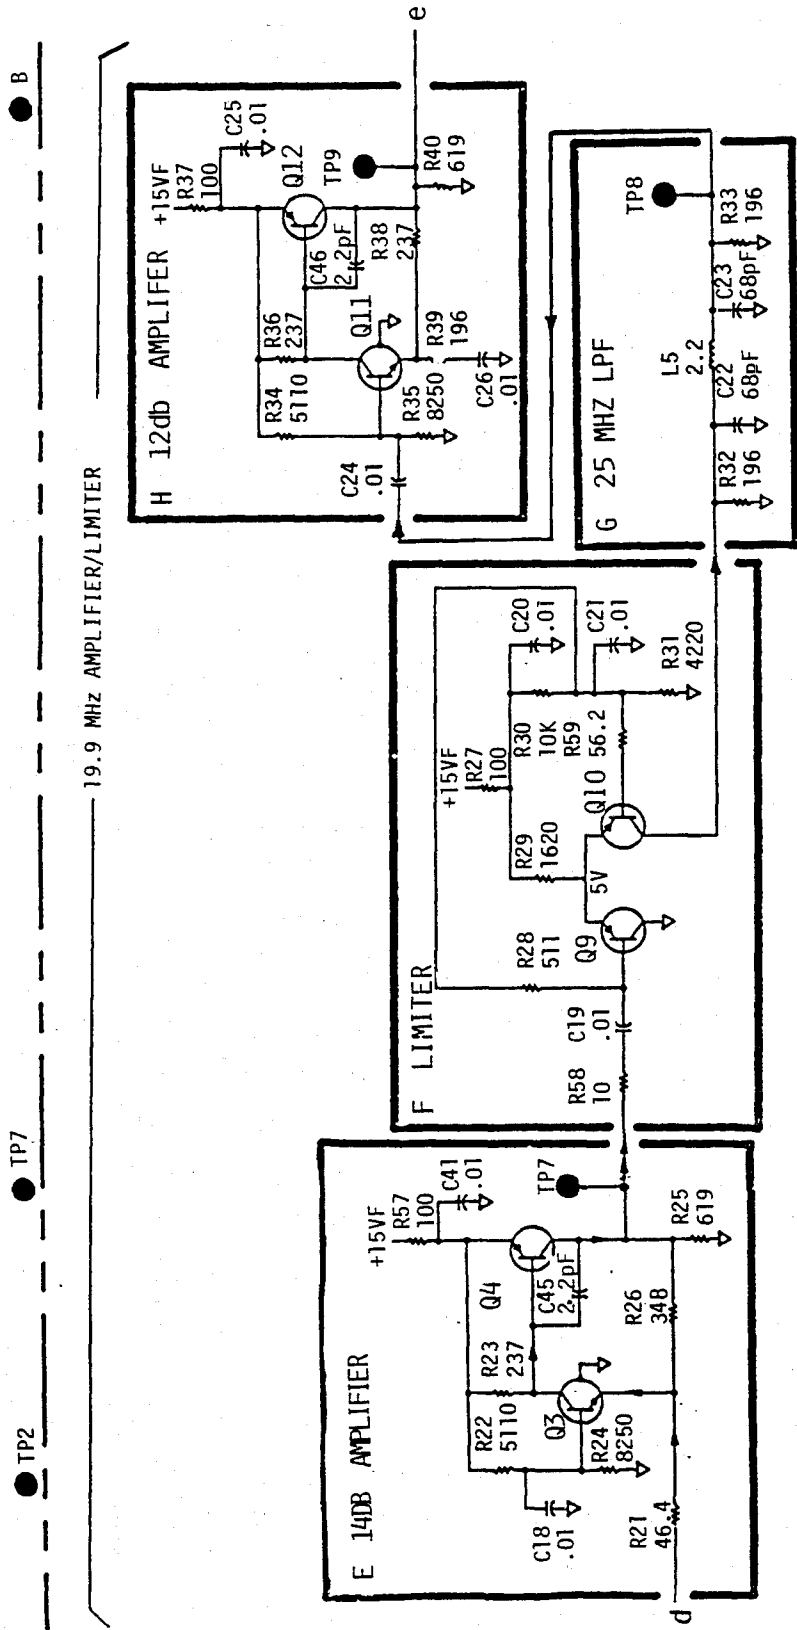 TP2
TP7
B
19.9 MHz AMPLIFIER/LIMITER
E 14DB AMPLIFIER
+15VF
R57
100
C41
.01
Q4
C45
2.2pF
R23
237
R22
5110
Q3
R24
8250
C18
.01
R21
46.4
R26
348
R25
619
TP7
d
F LIMITER
+15VF
R27
100
R28
511
R29
1620
R30
10K
R59
56.2
C20
.01
C21
.01
R31
4220
Q9
5V
Q10
C19
.01
R58
10
G 25 MHZ LPF
R32
196
C22
68pF
L5
2.2
C23
68pF
R33
196
TP8
H 12db AMPLIFER
+15VF
R37
100
C25
.01
Q12
C46
2.2pF
R36
237
R34
5110
Q11
R35
8250
C24
.01
R39
196
C26
.01
R38
237
TP9
R40
619
e